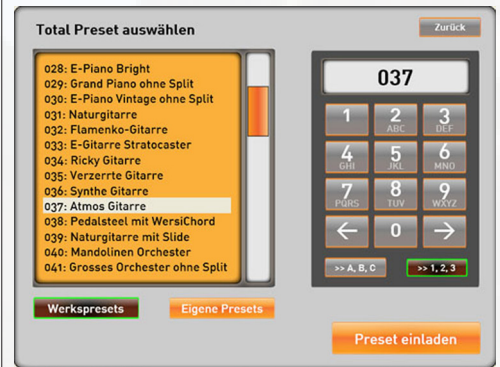 Total Preset auswählen
Zurück
028: E-Piano Bright
029: Grand Piano ohne Split
030: E-Piano Vintage ohne Split
031: Naturgitarre
032: Flamenko-Gitarre
033: E-Gitarre Stratocaster
034: Ricky Gitarre
035: Verzerrte Gitarre
036: Synthe Gitarre
037: Atmos Gitarre
038: Pedalsteel mit WersiChord
039: Naturgitarre mit Slide
040: Mandolinen Orchester
041: Grosses Orchester ohne Split
Werkspresets
Eigene Presets
037
1 2 3
ABC DEF
4 5 6
GHI JKL MNO
7 8 9
PQRS TUV WXYZ
← 0 →
>> A, B, C
>> 1, 2, 3
Preset einladen